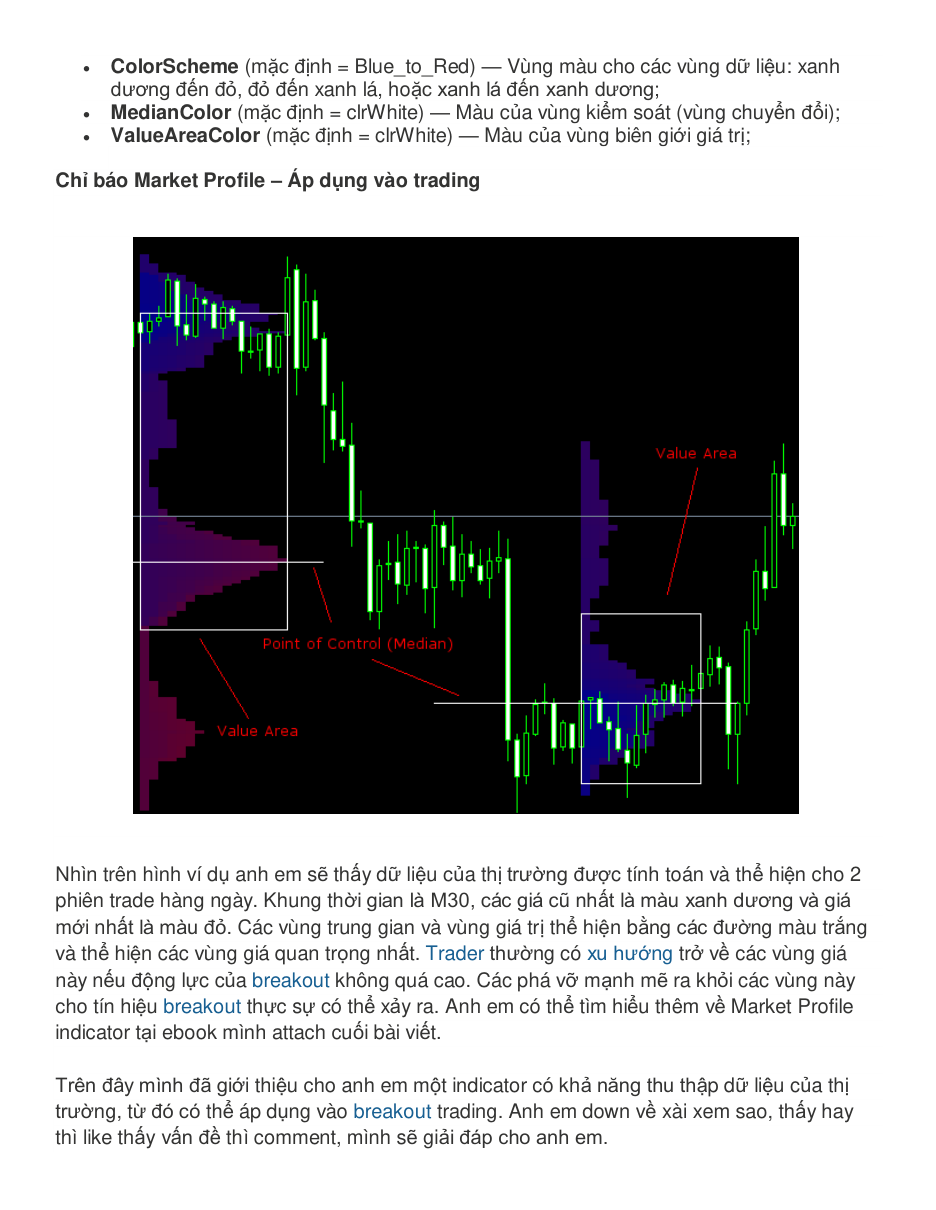 • ColorScheme (mặc định = Blue_to_Red) — Vùng màu cho các vùng dữ liệu: xanh
dương đến đỏ, đỏ đến xanh lá, hoặc xanh lá đến xanh dương;
• MedianColor (mặc định = clrWhite) — Màu của vùng kiểm soát (vùng chuyển đổi);
• ValueAreaColor (mặc định = clrWhite) — Màu của vùng biên giới giá trị;
Chỉ báo Market Profile – Áp dụng vào trading
Value Area
Point of Control (Median)
Value Area
Nhìn trên hình ví dụ anh em sẽ thấy dữ liệu của thị trường được tính toán và thể hiện cho 2
phiên trade hàng ngày. Khung thời gian là M30, các giá cũ nhất là màu xanh dương và giá
mới nhất là màu đỏ. Các vùng trung gian và vùng giá trị thể hiện bằng các đường màu trắng
và thể hiện các vùng giá quan trọng nhất. Trader thường có xu hướng trở về các vùng giá
này nếu động lực của breakout không quá cao. Các phá vỡ mạnh mẽ ra khỏi các vùng này
cho tín hiệu breakout thực sự có thể xảy ra. Anh em có thể tìm hiểu thêm về Market Profile
indicator tại ebook mình attach cuối bài viết.
Trên đây mình đã giới thiệu cho anh em một indicator có khả năng thu thập dữ liệu của thị
trường, từ đó có thể áp dụng vào breakout trading. Anh em down về xài xem sao, thấy hay
thì like thấy vấn đề thì comment, mình sẽ giải đáp cho anh em.